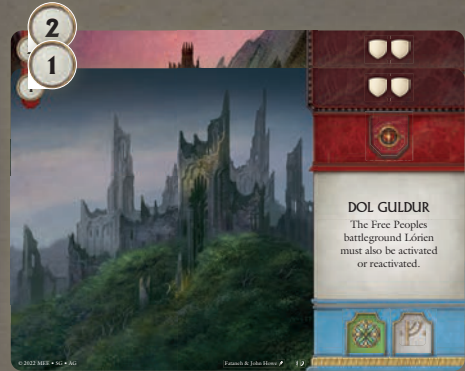 2
1
DOL GULDUR
The Free Peoples
battleground Lórien
must also be activated
or reactivated.
© 2022 MEE • SG • AG
Fataneh & John Howe